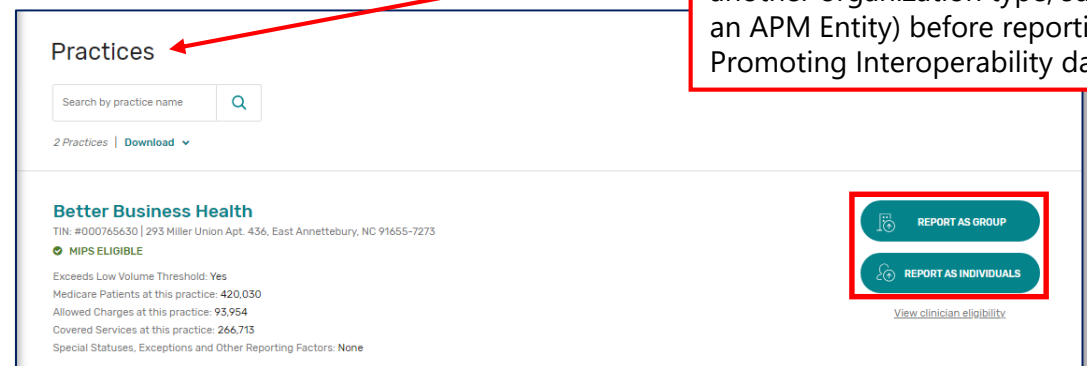 an APM Entity) before reporti
Promoting Interoperability da
Practices
Search by practice name
2 Practices | Download
Better Business Health
TIN: #000765630 | 293 Miller Union Apt. 436, East Annettebury, NC 91655-7273
MIPS ELIGIBLE
Exceeds Low Volume Threshold: Yes
Medicare Patients at this practice: 420,030
Allowed Charges at this practice: 93,954
Covered Services at this practice: 266,713
Special Statuses, Exceptions and Other Reporting Factors: None
REPORT AS GROUP
REPORT AS INDIVIDUALS
View clinician eligibility